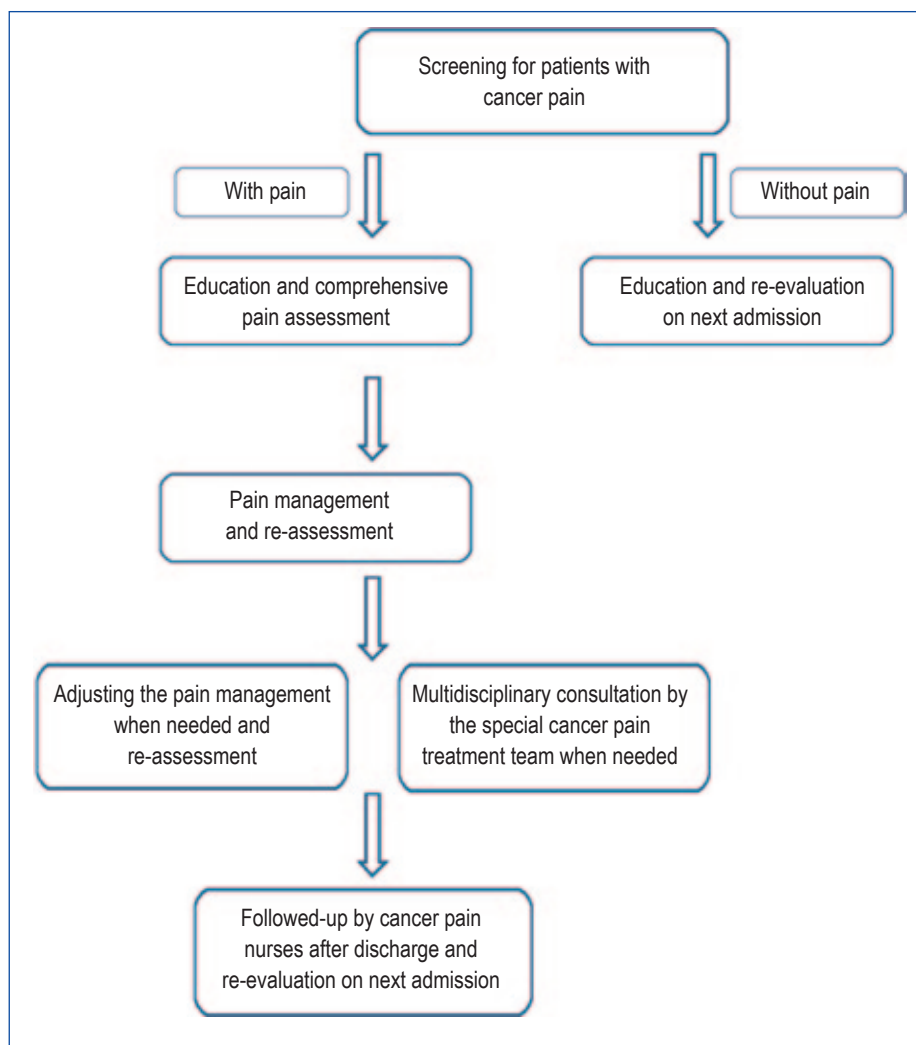 Screening for patients with
cancer pain
With pain
Without pain
Education and comprehensive
pain assessment
Education and re-evaluation
on next admission
Pain management
and re-assessment
Adjusting the pain management
when needed and
re-assessment
Multidisciplinary consultation by
the special cancer pain
treatment team when needed
Followed-up by cancer pain
nurses after discharge and
re-evaluation on next admission